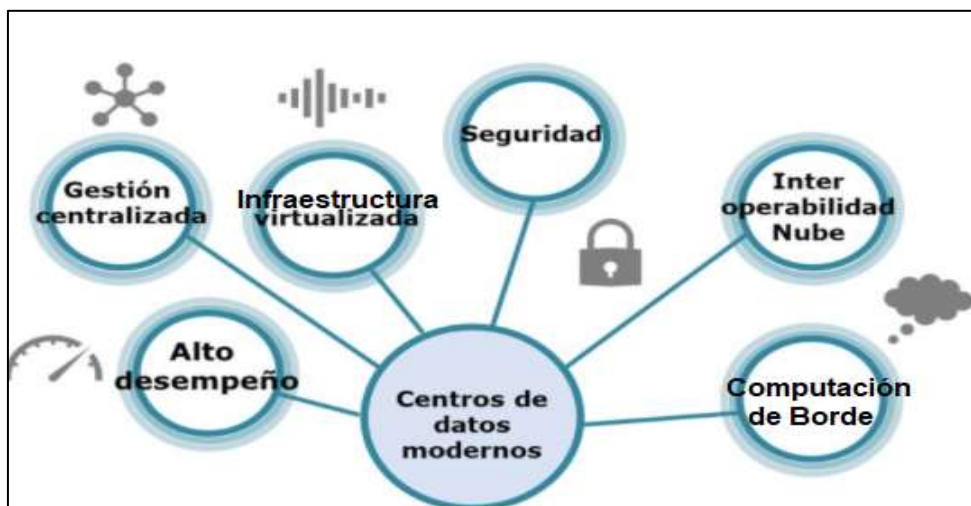 Seguridad
Gestión
centralizada
Infraestructura
virtualizada
Inter
operabilidad
Nube
Alto
desempeño
Computación
de Borde
Centros de
datos
modernos